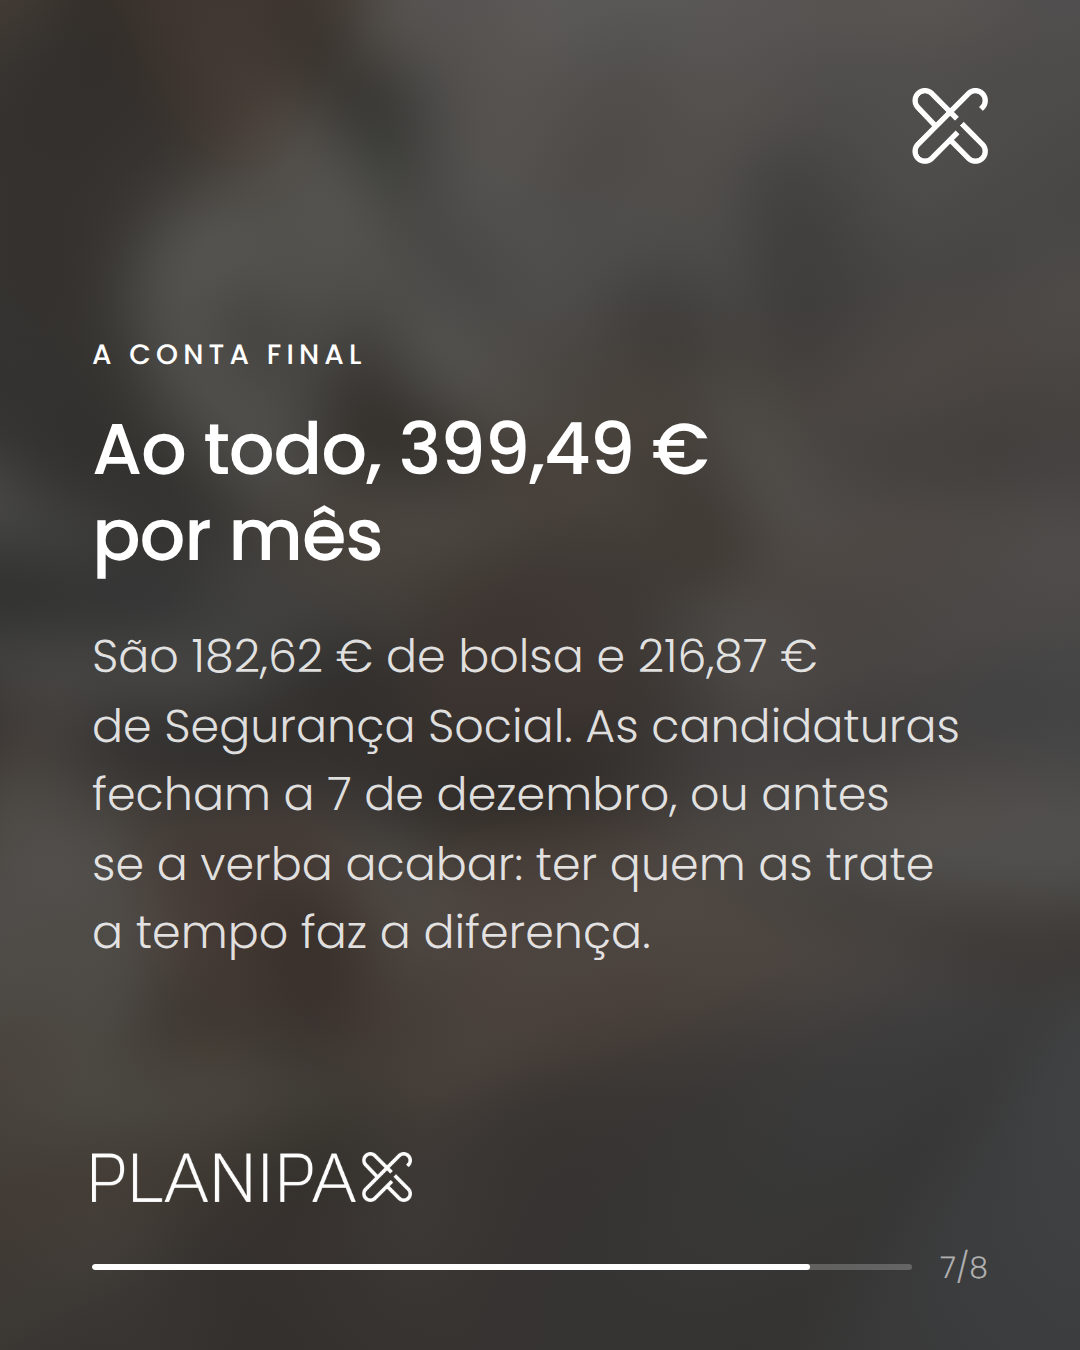 A CONTA FINAL
Ao todo, 399,49 €
por mês
São 182,62 € de bolsa e 216,87 €
de Segurança Social. As candidaturas
fecham a 7 de dezembro, ou antes
se a verba acabar: ter quem as trate
a tempo faz a diferença.
PLANIPAX
7/8